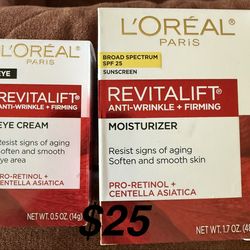 L'ORÉAL
PARIS
EYE
REVITALIFT®
ANTI-WRINKLE + FIRMING
EYE CREAM
Resist signs of aging
Soften and smooth
eye area
PRO-RETINOL +
CENTELLA ASIATICA
NET WT. 0.5 OZ. (14g)
L'ORÉAL
PARIS
BROAD SPECTRUM
SPF 25
SUNSCREEN
REVITALIFT®
ANTI-WRINKLE + FIRMING
MOISTURIZER
Resist signs of aging
Soften and smooth skin
PRO-RETINOL +
CENTELLA ASIATICA
NET WT. 1.7 OZ.
$25